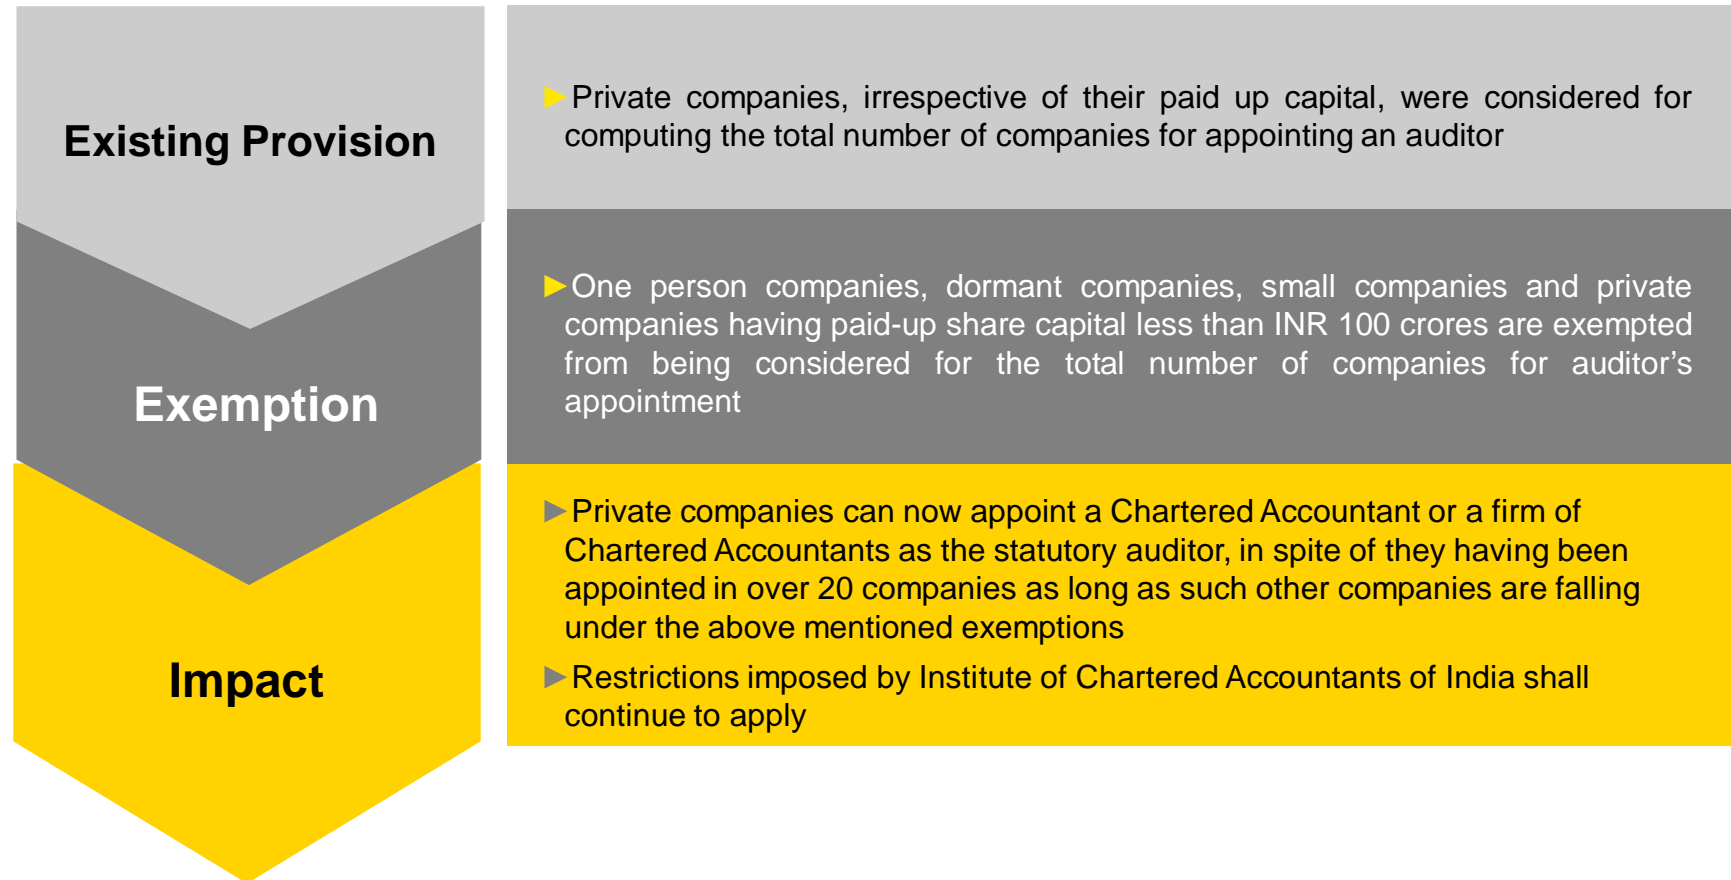 Existing Provision
►Private companies, irrespective of their paid up capital, were considered for
computing the total number of companies for appointing an auditor
Exemption
►One person companies, dormant companies, small companies and private
companies having paid-up share capital less than INR 100 crores are exempted
from being considered for the total number of companies for auditor’s
appointment
Impact
►Private companies can now appoint a Chartered Accountant or a firm of
Chartered Accountants as the statutory auditor, in spite of they having been
appointed in over 20 companies as long as such other companies are falling
under the above mentioned exemptions
►Restrictions imposed by Institute of Chartered Accountants of India shall
continue to apply